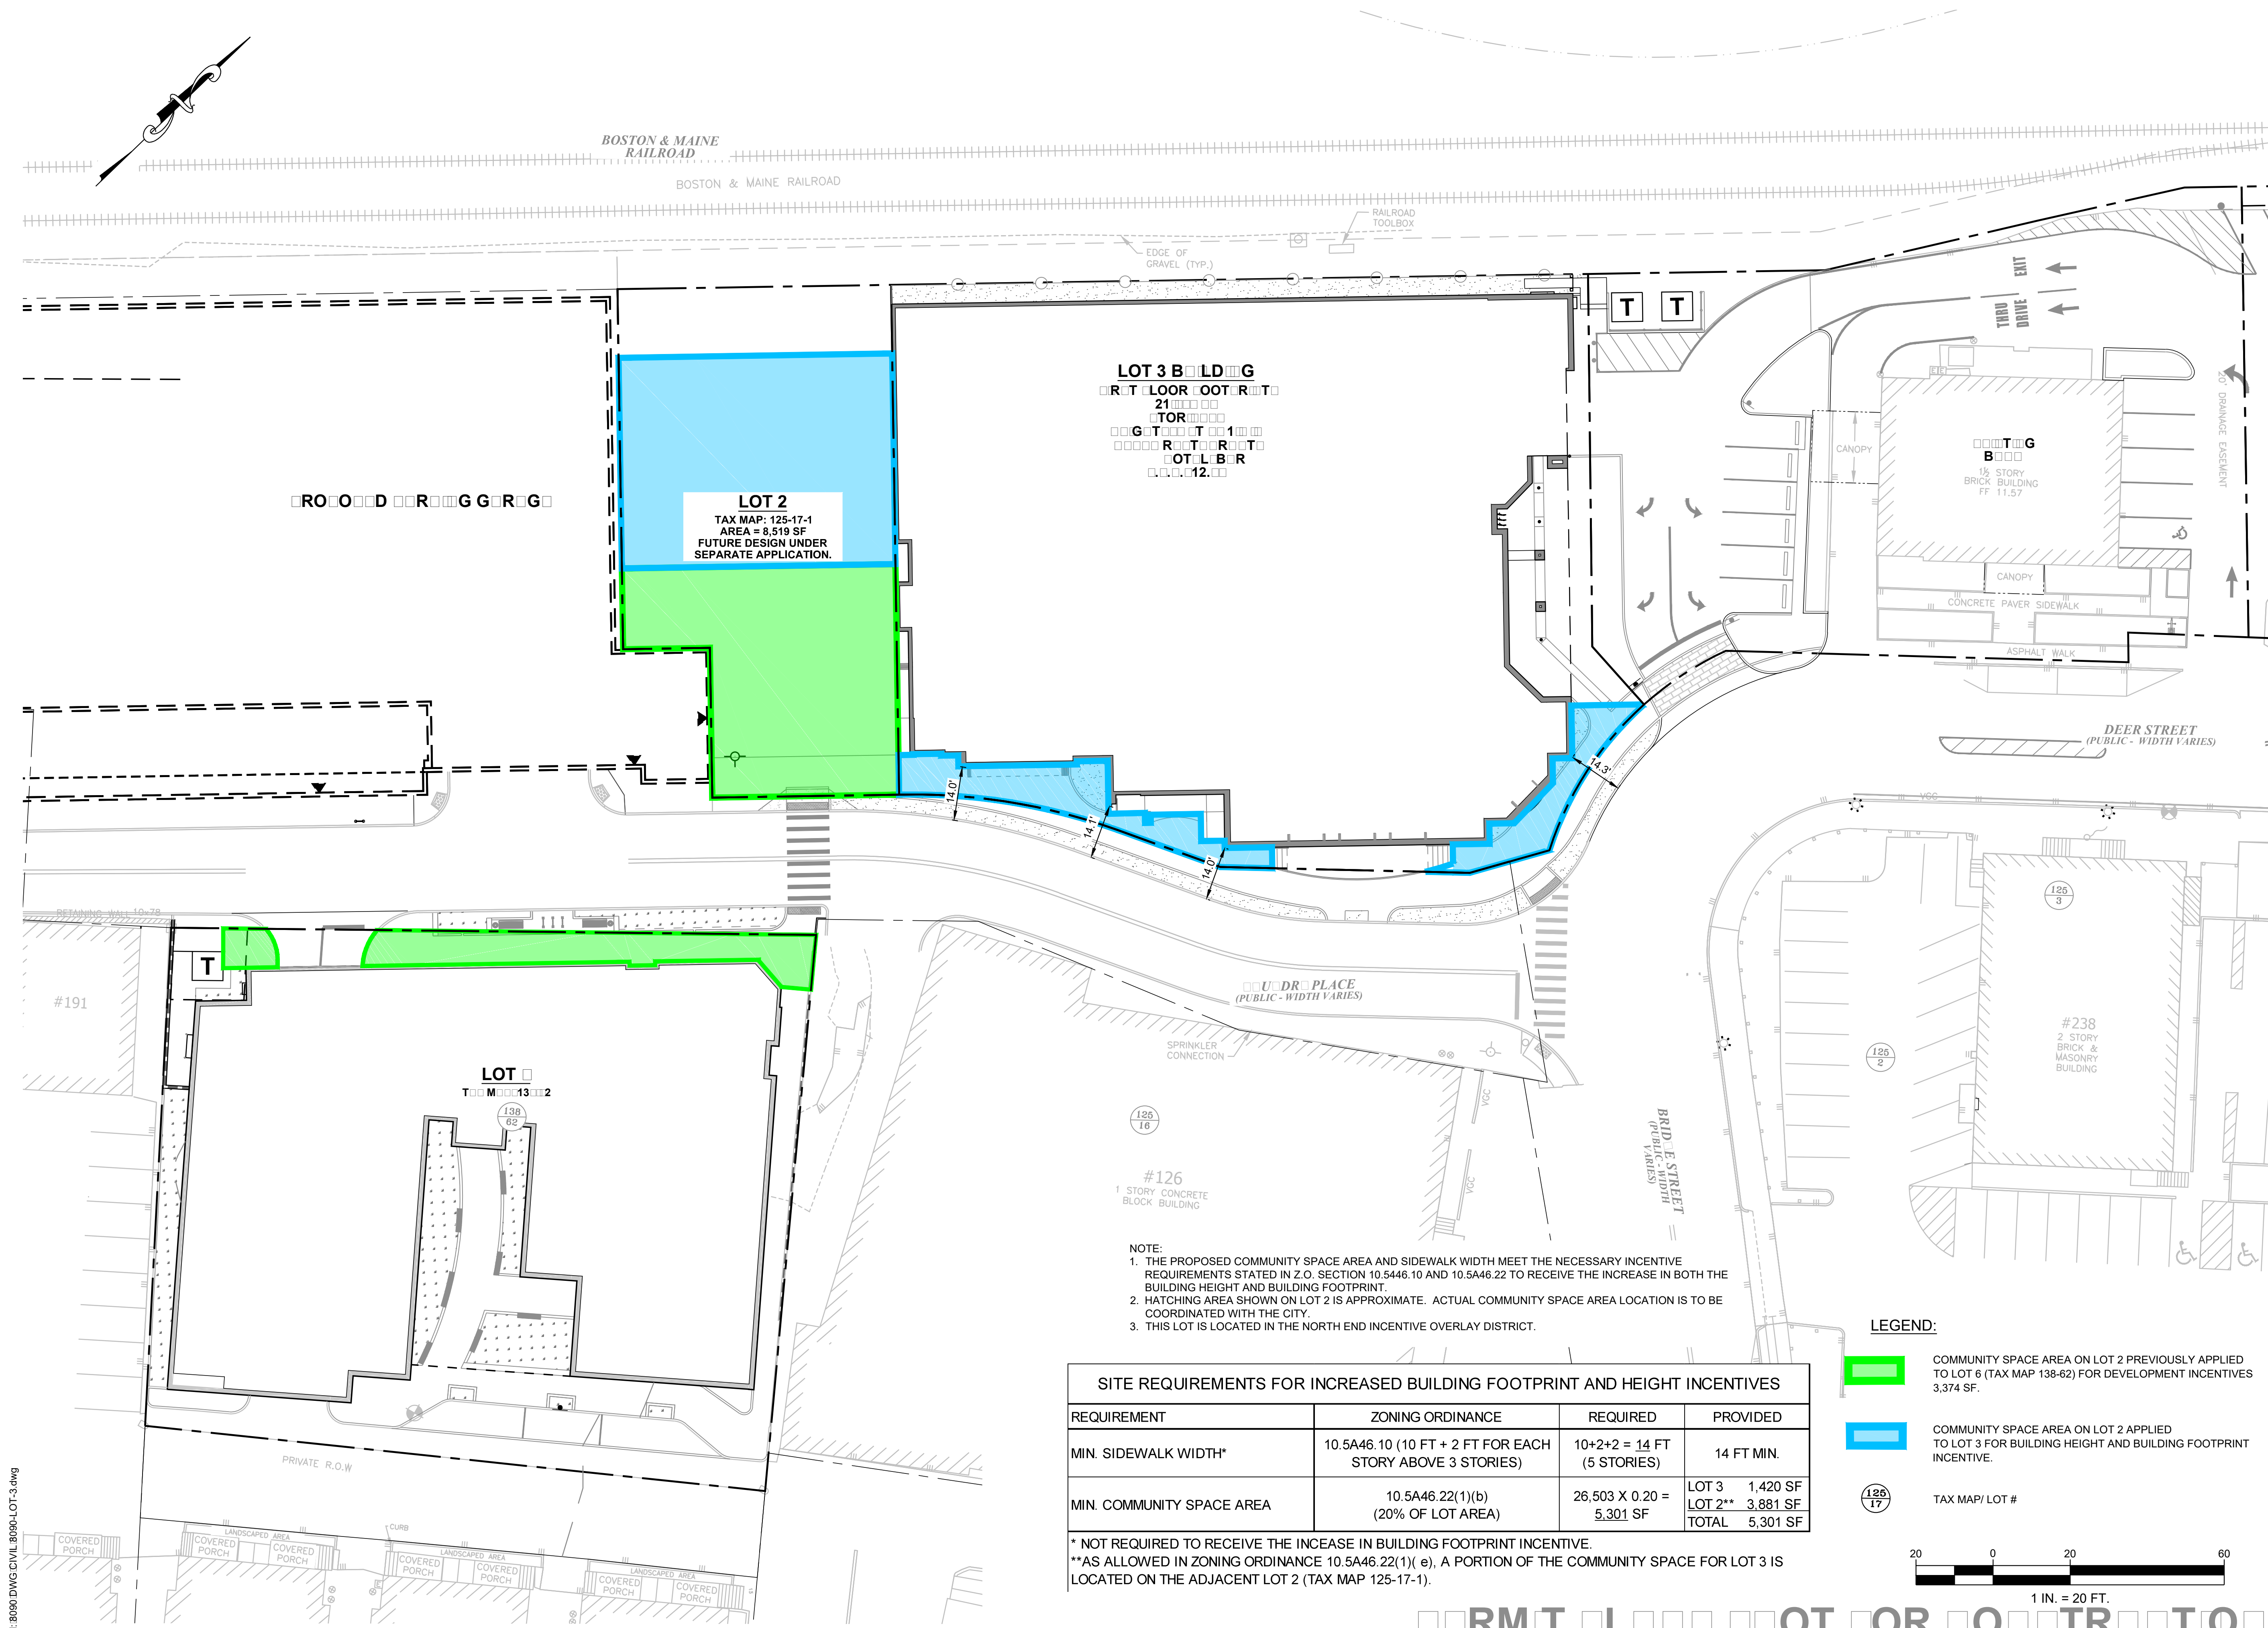 BOSTON & MAINE
RAILROAD
BOSTON & MAINE RAILROAD
RAILROAD
TOOLBOX
EDGE OF
GRAVEL (TYP.)
EXIT
THRU
DRIVE
T T
20' DRAINAGE EASEMENT
CANOPY
1½ STORY
BRICK BUILDING
FF 11.57
CANOPY
CONCRETE PAVER SIDEWALK
ASPHALT WALK
LOT 2
TAX MAP: 125-17-1
AREA = 8,519 SF
FUTURE DESIGN UNDER
SEPARATE APPLICATION.
LOT 3
DEER STREET
(PUBLIC - WIDTH VARIES)
14.0'
14.1'
14.0'
14.3'
VGC
RETAINING WALL 10=78
T
#191
LOT
138
62
PLACE
(PUBLIC - WIDTH VARIES)
SPRINKLER
CONNECTION
VGC
VGC
125
16
#126
1 STORY CONCRETE
BLOCK BUILDING
STREET
(PUBLIC - WIDTH
VARIES)
125
3
125
2
#238
2 STORY
BRICK &
MASONRY
BUILDING
PRIVATE R.O.W
CURB
COVERED
PORCH
LANDSCAPED AREA
COVERED
PORCH
COVERED
PORCH
LANDSCAPED AREA
COVERED
PORCH
COVERED
PORCH
LANDSCAPED AREA
COVERED
PORCH
COVERED
PORCH
NOTE:
1. THE PROPOSED COMMUNITY SPACE AREA AND SIDEWALK WIDTH MEET THE NECESSARY INCENTIVE
REQUIREMENTS STATED IN Z.O. SECTION 10.5446.10 AND 10.5A46.22 TO RECEIVE THE INCREASE IN BOTH THE
BUILDING HEIGHT AND BUILDING FOOTPRINT.
2. HATCHING AREA SHOWN ON LOT 2 IS APPROXIMATE. ACTUAL COMMUNITY SPACE AREA LOCATION IS TO BE
COORDINATED WITH THE CITY.
3. THIS LOT IS LOCATED IN THE NORTH END INCENTIVE OVERLAY DISTRICT.
SITE REQUIREMENTS FOR INCREASED BUILDING FOOTPRINT AND HEIGHT INCENTIVES
REQUIREMENT ZONING ORDINANCE REQUIRED PROVIDED
MIN. SIDEWALK WIDTH* 10.5A46.10 (10 FT + 2 FT FOR EACH
STORY ABOVE 3 STORIES) 10+2+2 = 14 FT
(5 STORIES) 14 FT MIN.
MIN. COMMUNITY SPACE AREA 10.5A46.22(1)(b)
(20% OF LOT AREA) 26,503 X 0.20 =
5,301 SF
LOT 3 1,420 SF
LOT 2** 3,881 SF
TOTAL 5,301 SF
* NOT REQUIRED TO RECEIVE THE INCEASE IN BUILDING FOOTPRINT INCENTIVE.
**AS ALLOWED IN ZONING ORDINANCE 10.5A46.22(1)( e), A PORTION OF THE COMMUNITY SPACE FOR LOT 3 IS
LOCATED ON THE ADJACENT LOT 2 (TAX MAP 125-17-1).
LEGEND:
COMMUNITY SPACE AREA ON LOT 2 PREVIOUSLY APPLIED
TO LOT 6 (TAX MAP 138-62) FOR DEVELOPMENT INCENTIVES
3,374 SF.
COMMUNITY SPACE AREA ON LOT 2 APPLIED
TO LOT 3 FOR BUILDING HEIGHT AND BUILDING FOOTPRINT
INCENTIVE.
125
17
TAX MAP/ LOT #
20 0 20 60
1 IN. = 20 FT.